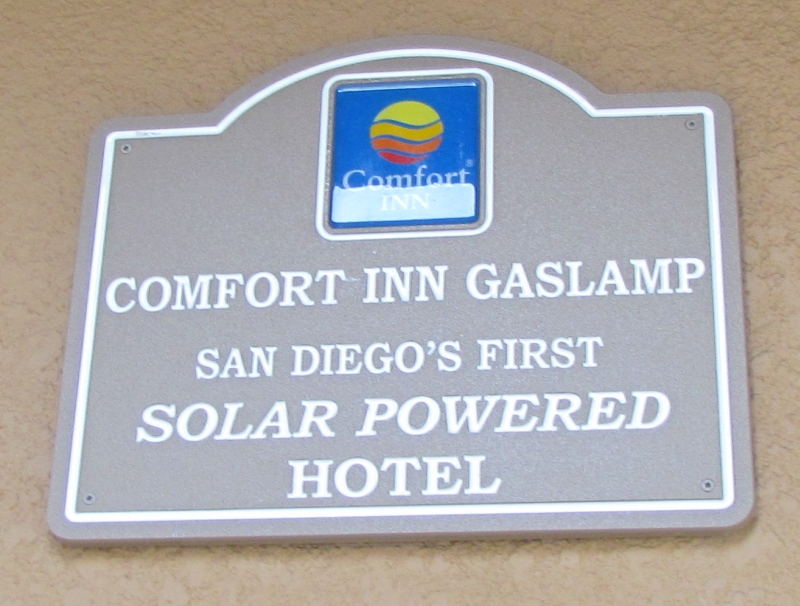 Comfort®
INN
COMFORT INN GASLAMP
SAN DIEGO'S FIRST
SOLAR POWERED
HOTEL